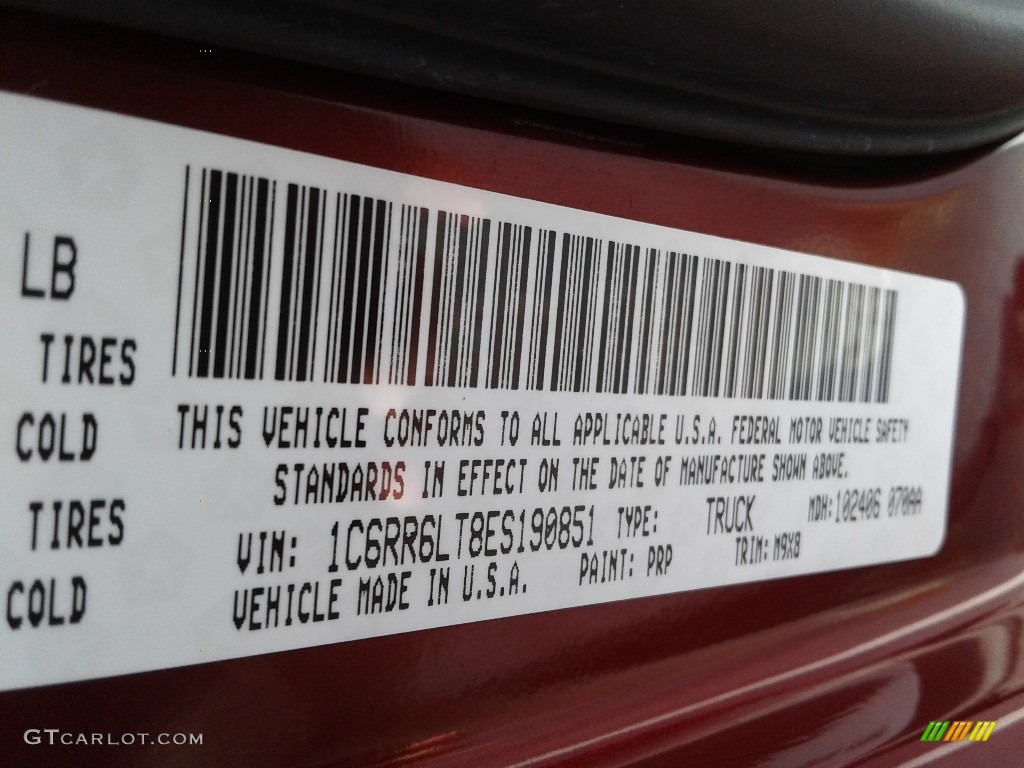 LB
TIRES
COLD
TIRES
COLD
THIS VEHICLE CONFORMS TO ALL APPLICABLE U.S.A. FEDERAL MOTOR VEHICLE SAFETY
STANDARDS IN EFFECT ON THE DATE OF MANUFACTURE SHOWN ABOVE.
VIN: 1C6RR6LT8ES190851 TYPE: TRUCK MDH:102406 070AA
VEHICLE MADE IN U.S.A. PAINT: PRP TRIM: M9X8
GTCARLOT.COM